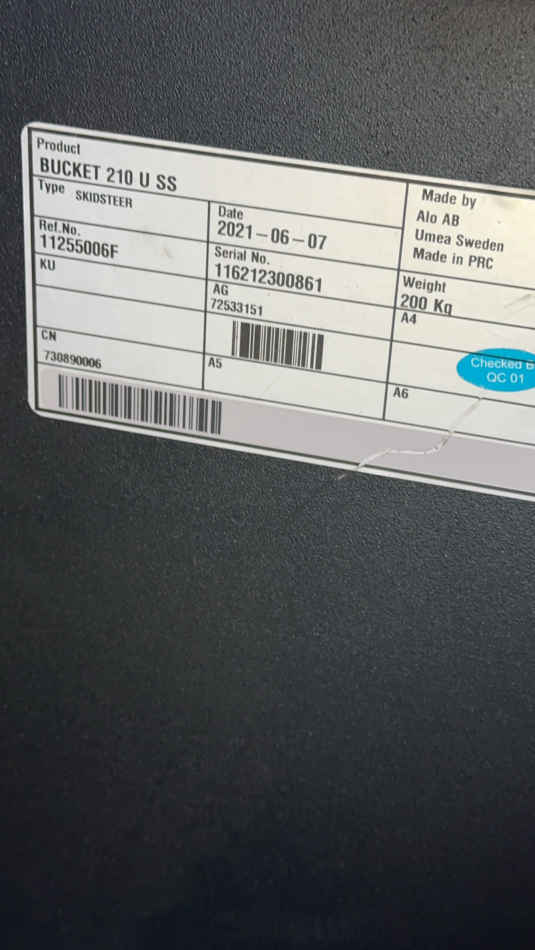 Product
BUCKET 210 U SS
Type SKIDSTEER
Date
2021-06-07
Made by
Alo AB
Umea Sweden
Made in PRC
Ref.No.
11255006F
Serial No.
116212300861
Weight
200 Kg
KU
AG
72533151
A4
CN
730890006
A5
A6
Checked
QC 01